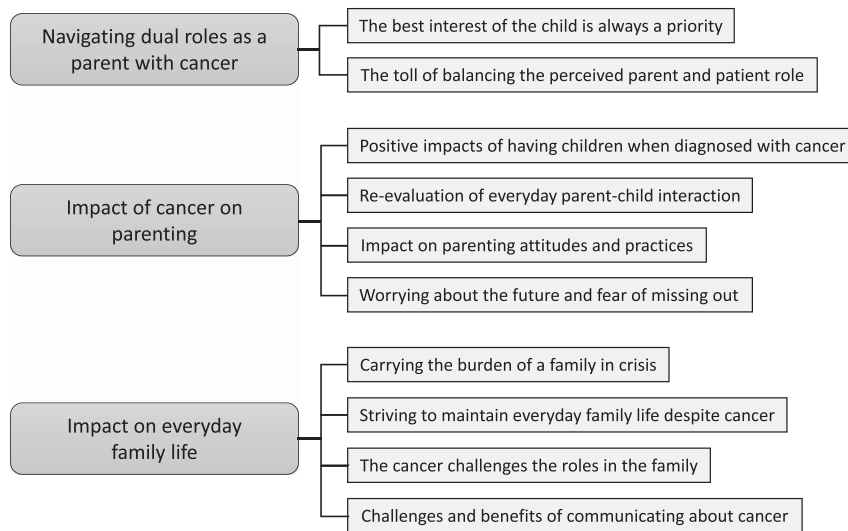 Navigating dual roles as a
parent with cancer
The best interest of the child is always a priority
The toll of balancing the perceived parent and patient role
Impact of cancer on
parenting
Positive impacts of having children when diagnosed with cancer
Re-evaluation of everyday parent-child interaction
Impact on parenting attitudes and practices
Worrying about the future and fear of missing out
Impact on everyday
family life
Carrying the burden of a family in crisis
Striving to maintain everyday family life despite cancer
The cancer challenges the roles in the family
Challenges and benefits of communicating about cancer